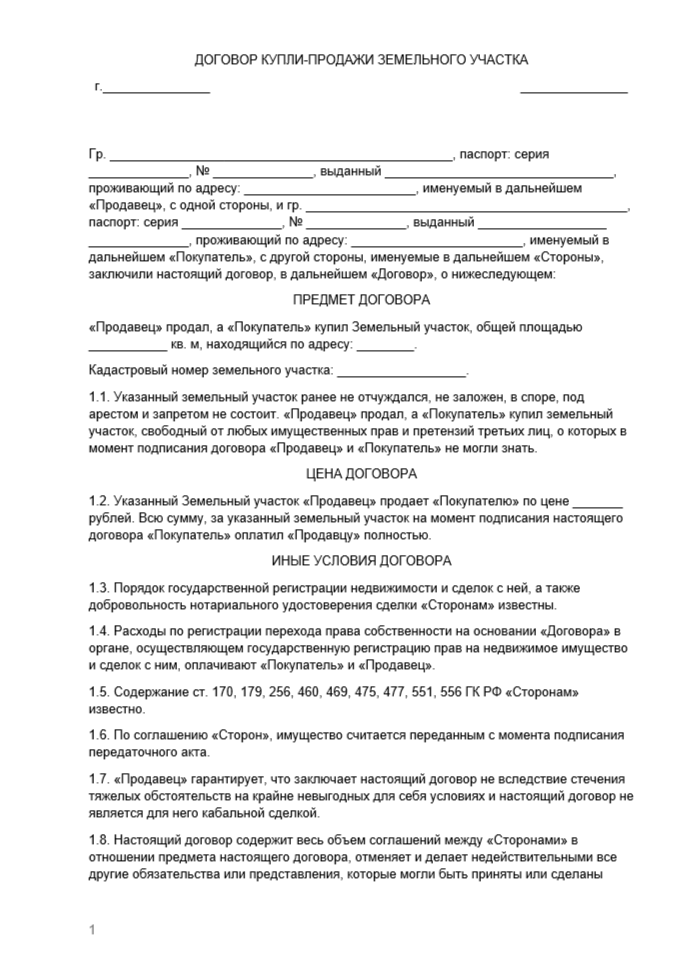 ДОГОВОР КУПЛИ-ПРОДАЖИ ЗЕМЕЛЬНОГО УЧАСТКА
г._______________ _______________
Гр. ________________________________________________, паспорт: серия
______________, № ______________, выданный ________________________________,
проживающий по адресу: ________________________, именуемый в дальнейшем
«Продавец», с одной стороны, и гр. _____________________________________________,
паспорт: серия ______________, № ______________, выданный __________________
______________, проживающий по адресу: ________________________, именуемый в
дальнейшем «Покупатель», с другой стороны, именуемые в дальнейшем «Стороны»,
заключили настоящий договор, в дальнейшем «Договор», о нижеследующем:
ПРЕДМЕТ ДОГОВОРА
«Продавец» продал, а «Покупатель» купил Земельный участок, общей площадью
___________ кв. м, находящийся по адресу: ________.
Кадастровый номер земельного участка: __________________.
1.1. Указанный земельный участок ранее не отчуждался, не заложен, в споре, под
арестом и запретом не состоит. «Продавец» продал, а «Покупатель» купил земельный
участок, свободный от любых имущественных прав и претензий третьих лиц, о которых в
момент подписания договора «Продавец» и «Покупатель» не могли знать.
ЦЕНА ДОГОВОРА
1.2. Указанный Земельный участок «Продавец» продает «Покупателю» по цене _______
рублей. Всю сумму, за указанный земельный участок на момент подписания настоящего
договора «Покупатель» оплатил «Продавцу» полностью.
ИНЫЕ УСЛОВИЯ ДОГОВОРА
1.3. Порядок государственной регистрации недвижимости и сделок с ней, а также
добровольность нотариального удостоверения сделки «Сторонам» известны.
1.4. Расходы по регистрации перехода права собственности на основании «Договора» в
органе, осуществляющем государственную регистрацию прав на недвижимое имущество
и сделок с ним, оплачивают «Покупатель» и «Продавец».
1.5. Содержание ст. 170, 179, 256, 460, 469, 475, 477, 551, 556 ГК РФ «Сторонам»
известно.
1.6. По соглашению «Сторон», имущество считается переданным с момента подписания
передаточного акта.
1.7. «Продавец» гарантирует, что заключает настоящий договор не вследствие стечения
тяжелых обстоятельств на крайне невыгодных для себя условиях и настоящий договор не
является для него кабальной сделкой.
1.8. Настоящий договор содержит весь объем соглашений между «Сторонами» в
отношении предмета настоящего договора, отменяет и делает недействительными все
другие обязательства или представления, которые могли быть приняты или сделаны
1